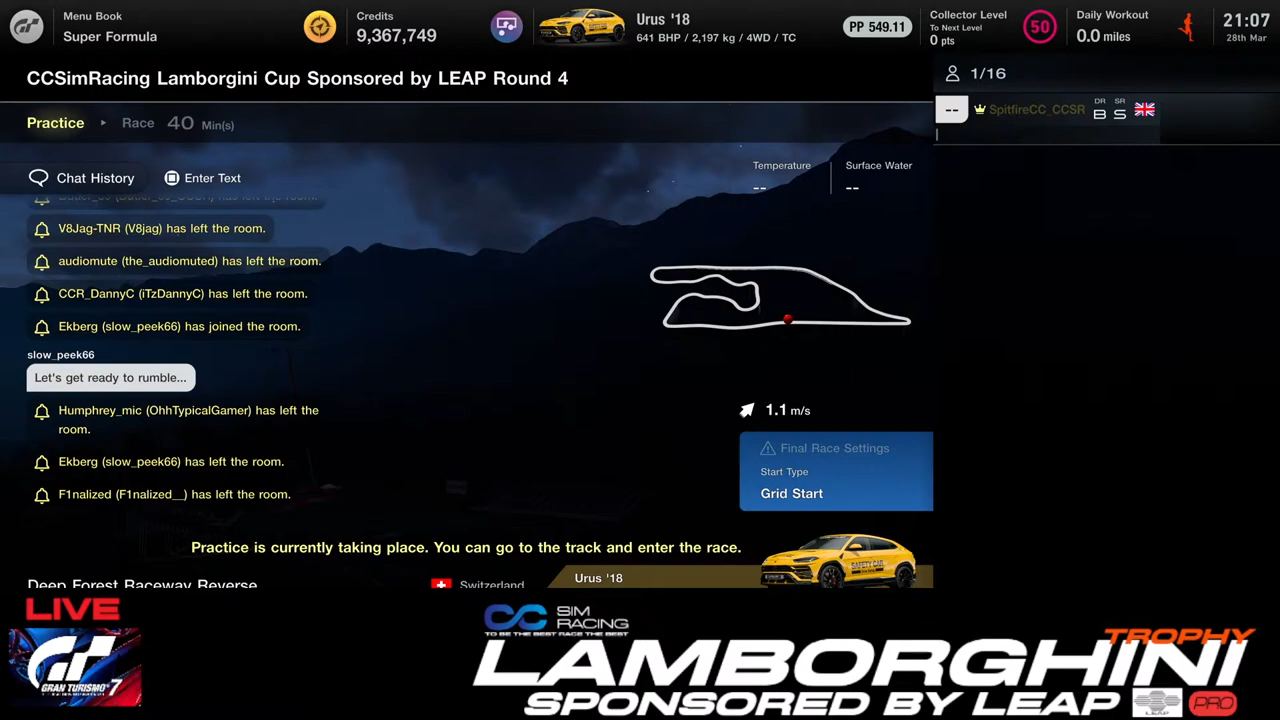 Menu Book
Super Formula
Credits
9,367,749
Urus '18
641 BHP / 2,197 kg / 4WD / TC
PP 549.11
Collector Level
To Next Level
0 pts
50
Daily Workout
0.0 miles
21:07
28th Mar
CCSimRacing Lamborgini Cup Sponsored by LEAP Round 4
1/16
Practice
Race 40 Min(s)
--
SpitfireCC_CCSR
DR
B
SR
S
Chat History
Enter Text
Temperature
--
Surface Water
--
V8Jag-TNR (V8jag) has left the room.
audiomute (the_audiomuted) has left the room.
CCR_DannyC (iTzDannyC) has left the room.
Ekberg (slow_peek66) has joined the room.
slow_peek66
Let's get ready to rumble...
Humphrey_mic (OhhTypicalGamer) has left the
room.
Ekberg (slow_peek66) has left the room.
F1nalized (F1nalized__) has left the room.
1.1 m/s
Final Race Settings
Start Type
Grid Start
Practice is currently taking place. You can go to the track and enter the race.
Deep Forest Raceway Reverse
Switzerland
Urus '18
SAFETY CAR
LIVE
GRAN TURISMO 7
CC SIM
RACING
TO BE THE BEST RACE THE BEST
TROPHY
LAMBORGHINI
SPONSORED BY LEAP
LEAP
PRO